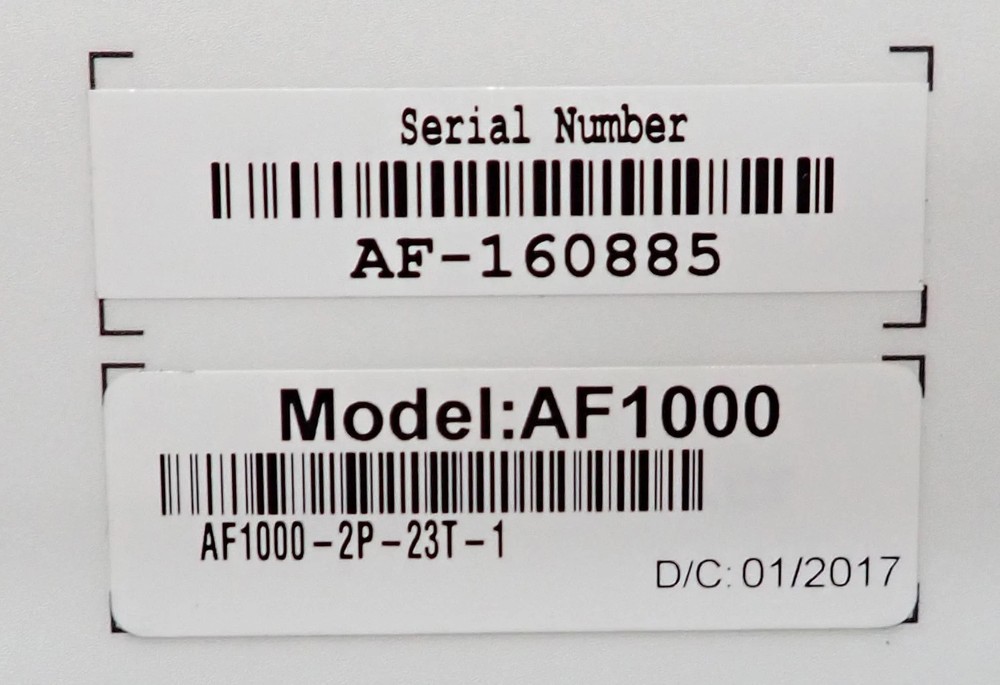 Serial Number
AF-160885
Model:AF1000
AF1000-2P-23T-1
D/C: 01/2017